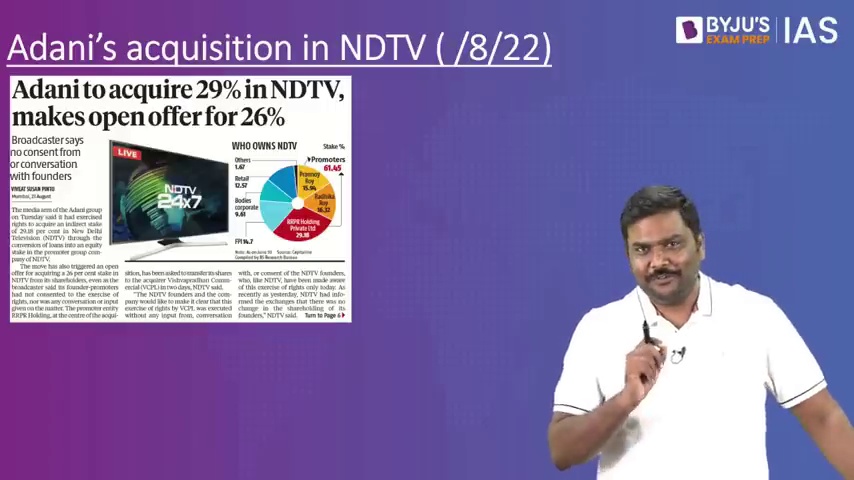 BYJU'S
EXAM PREP
IAS
Adani's acquisition in NDTV ( /8/22)
Adani to acquire 29% in NDTV,
makes open offer for 26%
Broadcaster says
no consent from
or conversation
with founders
VINSAT SUSAN PINTU
Mumbai, 23 August
The media arm of the Adani group
on Tuesday said it had exercised
rights to acquire an indirect stake
of 29.18 per cent in New Delhi
Television (NDTV) through the
conversion of loans into an equity
stake in the promoter group com-
pany of NDTV.
The move has also triggered an open
offer for acquiring a 26 per cent stake in
NDTV from its shareholders, even as the
broadcaster said its founder-promoters
had not consented to the exercise of
rights, nor was any conversation or input
given on the matter. The promoter entity
RRPR Holding, at the centre of the acqui-
LIVE
NDTV
24x7
WHO OWNS NDTV
Stake %
Others
1.67
Retail
12.57
Bodies
corporate
9.61
FPI 14.7
Promoters
61.45
Prannoy
Roy
15.94
Radhika
Roy
16.32
RRPR Holding
Private Ltd
29.18
Note: As on June 30 Source: Capitaline
Compiled by BS Research Bureau
sition, has been asked to transfer its shares
to the acquirer Vishvapradhan Comm-
ercial (VCPL) in two days, NDTV said.
"The NDTV founders and the com-
pany would like to make it clear that this
exercise of rights by VCPL was executed
without any input from, conversation
with, or consent of the NDTV founders,
who, like NDTV, have been made aware
of this exercise of rights only today. As
recently as yesterday, NDTV had info-
rmed the exchanges that there was no
change in the shareholding of its
founders," NDTV said.
Turn to Page 6